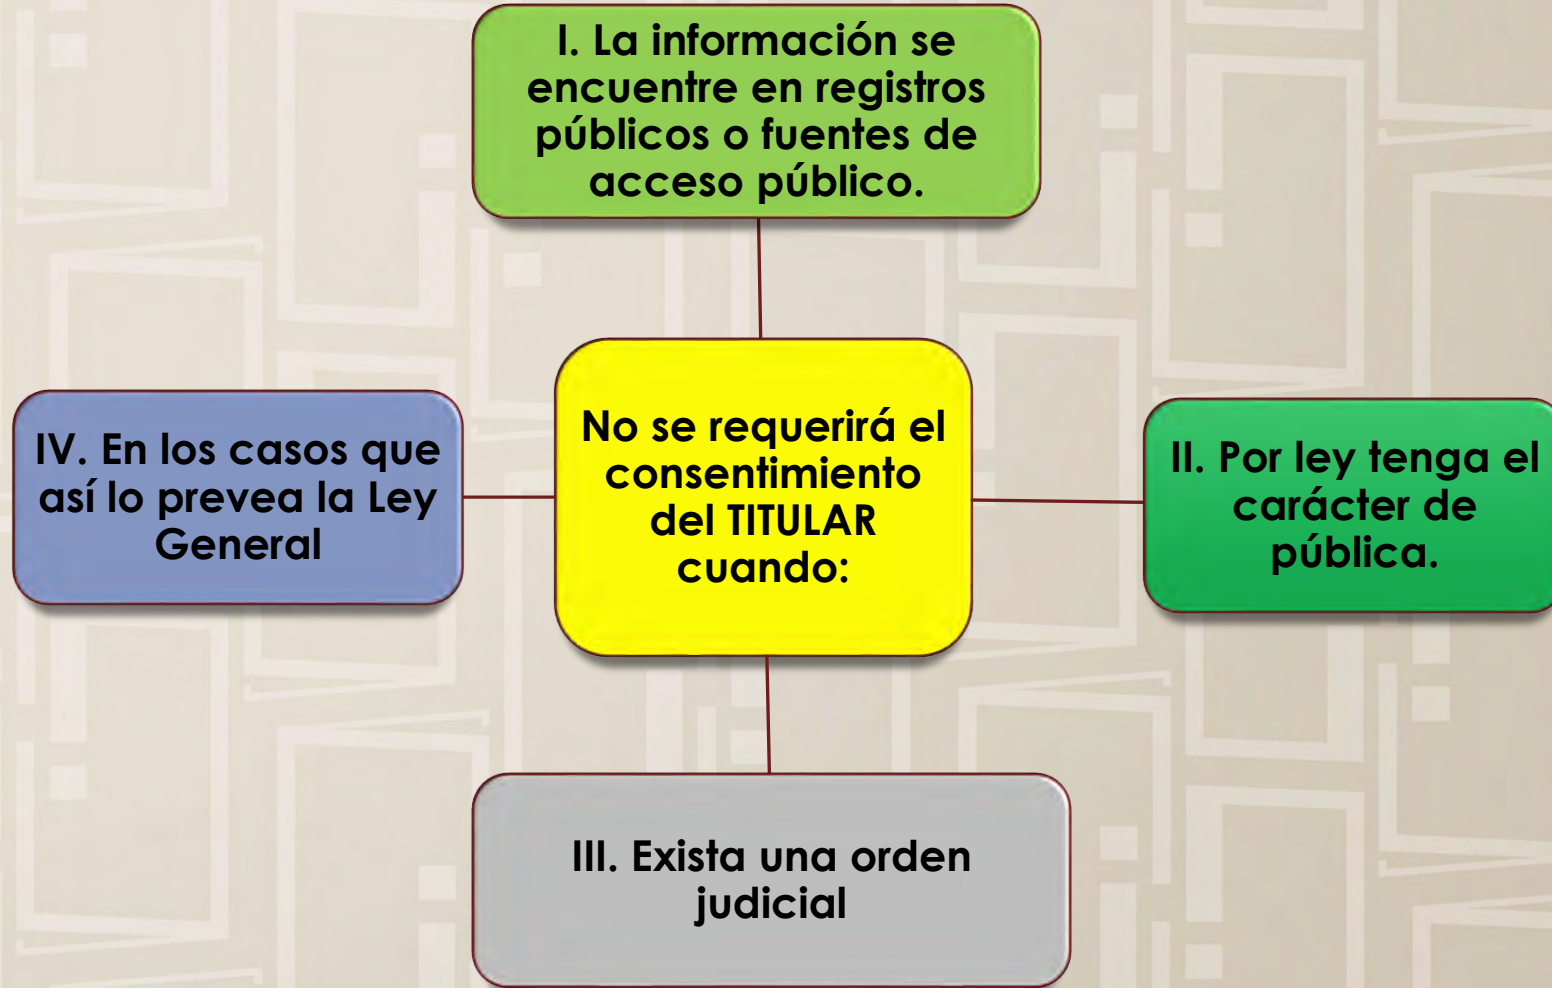 I. La información se
encuentre en registros
públicos o fuentes de
acceso público.
No se requerirá el
consentimiento
del TITULAR
cuando:
IV. En los casos que
así lo prevea la Ley
General
II. Por ley tenga el
carácter de
pública.
III. Exista una orden
judicial